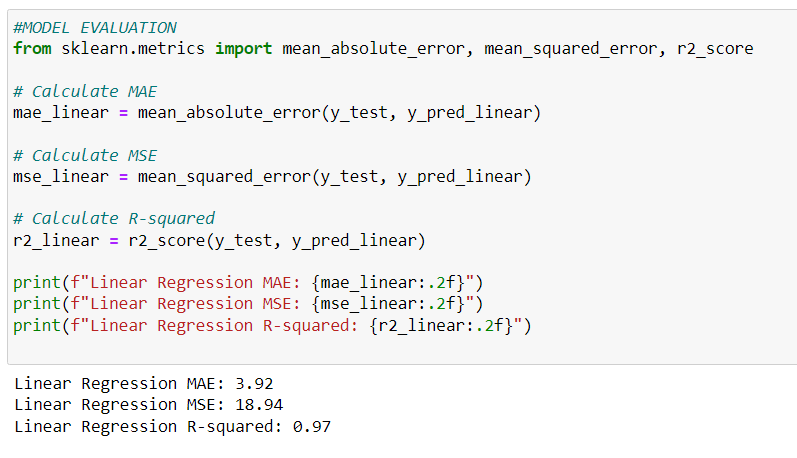 #MODEL EVALUATION
from sklearn.metrics import mean_absolute_error, mean_squared_error, r2_score
# Calculate MAE
mae_linear = mean_absolute_error(y_test, y_pred_linear)
# Calculate MSE
mse_linear = mean_squared_error(y_test, y_pred_linear)
# Calculate R-squared
r2_linear = r2_score(y_test, y_pred_linear)
print(f"Linear Regression MAE: {mae_linear:.2f}")
print(f"Linear Regression MSE: {mse_linear:.2f}")
print(f"Linear Regression R-squared: {r2_linear:.2f}")
Linear Regression MAE: 3.92
Linear Regression MSE: 18.94
Linear Regression R-squared: 0.97